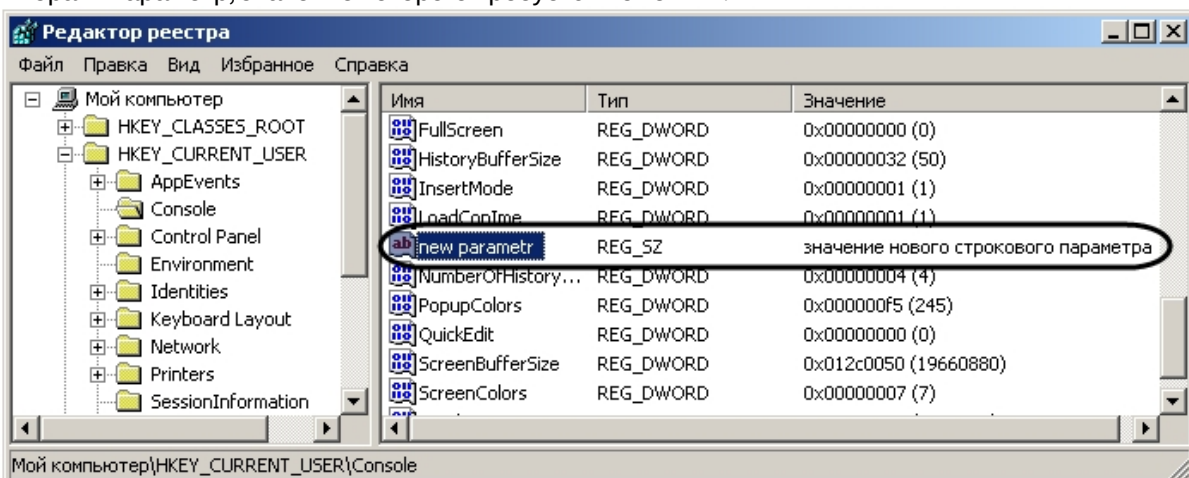 Редактор реестра
Файл Правка Вид Избранное Справка
Мой компьютер
HKEY_CLASSES_ROOT
HKEY_CURRENT_USER
AppEvents
Console
Control Panel
Environment
Identities
Keyboard Layout
Network
Printers
SessionInformation
Имя Тип Значение
FullScreen REG_DWORD 0x00000000 (0)
HistoryBufferSize REG_DWORD 0x00000032 (50)
InsertMode REG_DWORD 0x00000001 (1)
LoadConIme REG_DWORD 0x00000001 (1)
new parametr REG_SZ значение нового строкового параметра
NumberOfHistory... REG_DWORD 0x00000004 (4)
PopupColors REG_DWORD 0x000000f5 (245)
QuickEdit REG_DWORD 0x00000000 (0)
ScreenBufferSize REG_DWORD 0x012c0050 (19660880)
ScreenColors REG_DWORD 0x00000007 (7)
Мой компьютер\HKEY_CURRENT_USER\Console